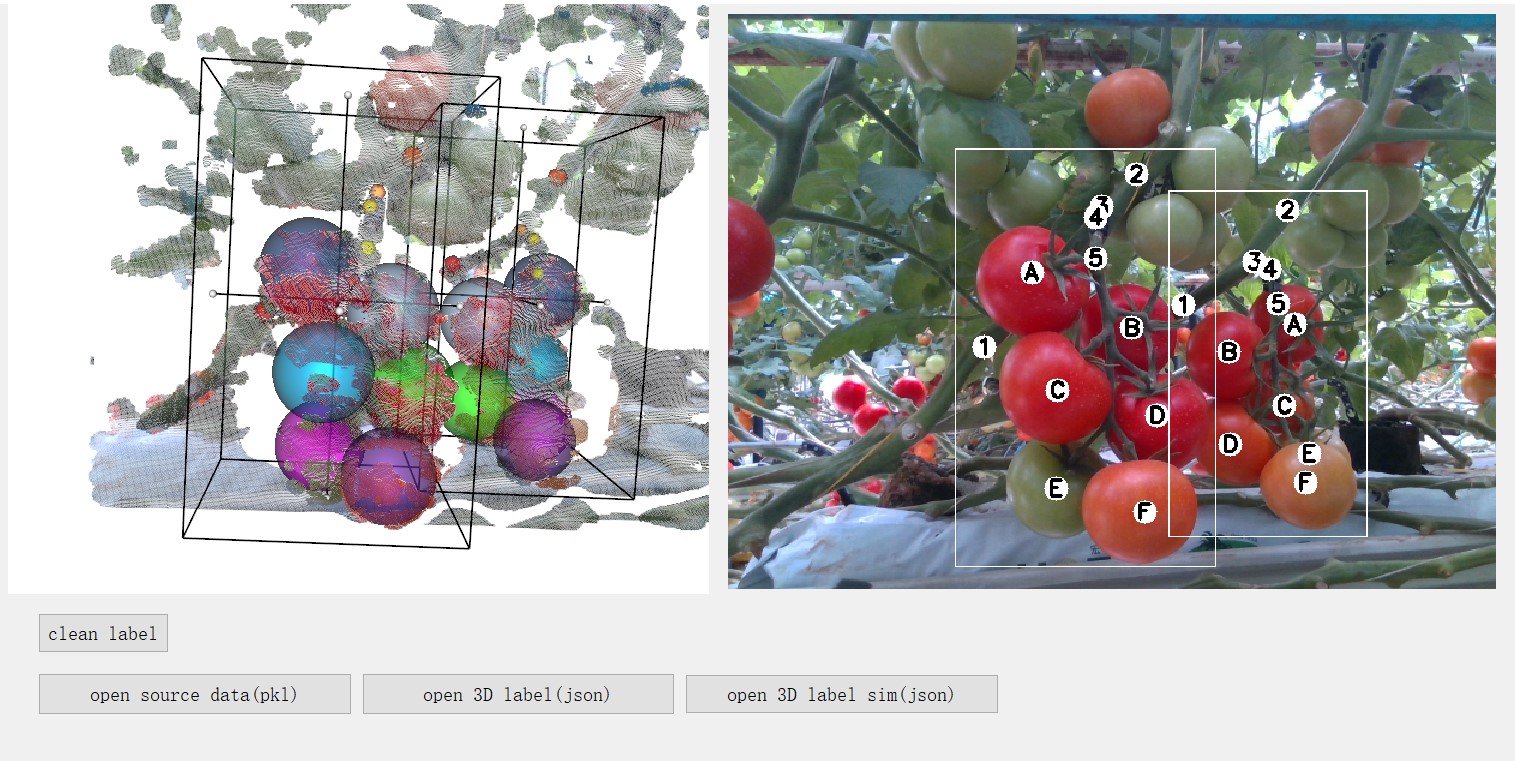 2
3
4
2
5
3 4
A
1
5
B
A
1
B
C
D
C
D
E
E
F
F
clean label
open source data(pkl)
open 3D label(json)
open 3D label sim(json)